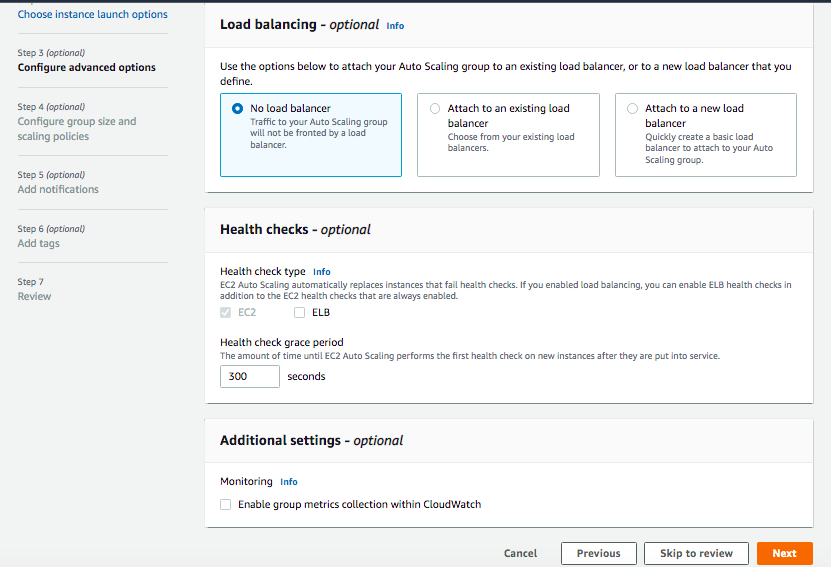 Choose instance launch options
Step 3 (optional)
Configure advanced options
Step 4 (optional)
Configure group size and
scaling policies
Step 5 (optional)
Add notifications
Step 6 (optional)
Add tags
Step 7
Review
Load balancing - optional Info
Use the options below to attach your Auto Scaling group to an existing load balancer, or to a new load balancer that you
define.
No load balancer
Traffic to your Auto Scaling group
will not be fronted by a load
balancer.
Attach to an existing load
balancer
Choose from your existing load
balancers.
Attach to a new load
balancer
Quickly create a basic load
balancer to attach to your Auto
Scaling group.
Health checks - optional
Health check type Info
EC2 Auto Scaling automatically replaces instances that fail health checks. If you enabled load balancing, you can enable ELB health checks in
addition to the EC2 health checks that are always enabled.
EC2 ELB
Health check grace period
The amount of time until EC2 Auto Scaling performs the first health check on new instances after they are put into service.
300 seconds
Additional settings - optional
Monitoring Info
Enable group metrics collection within CloudWatch
Cancel Previous Skip to review Next